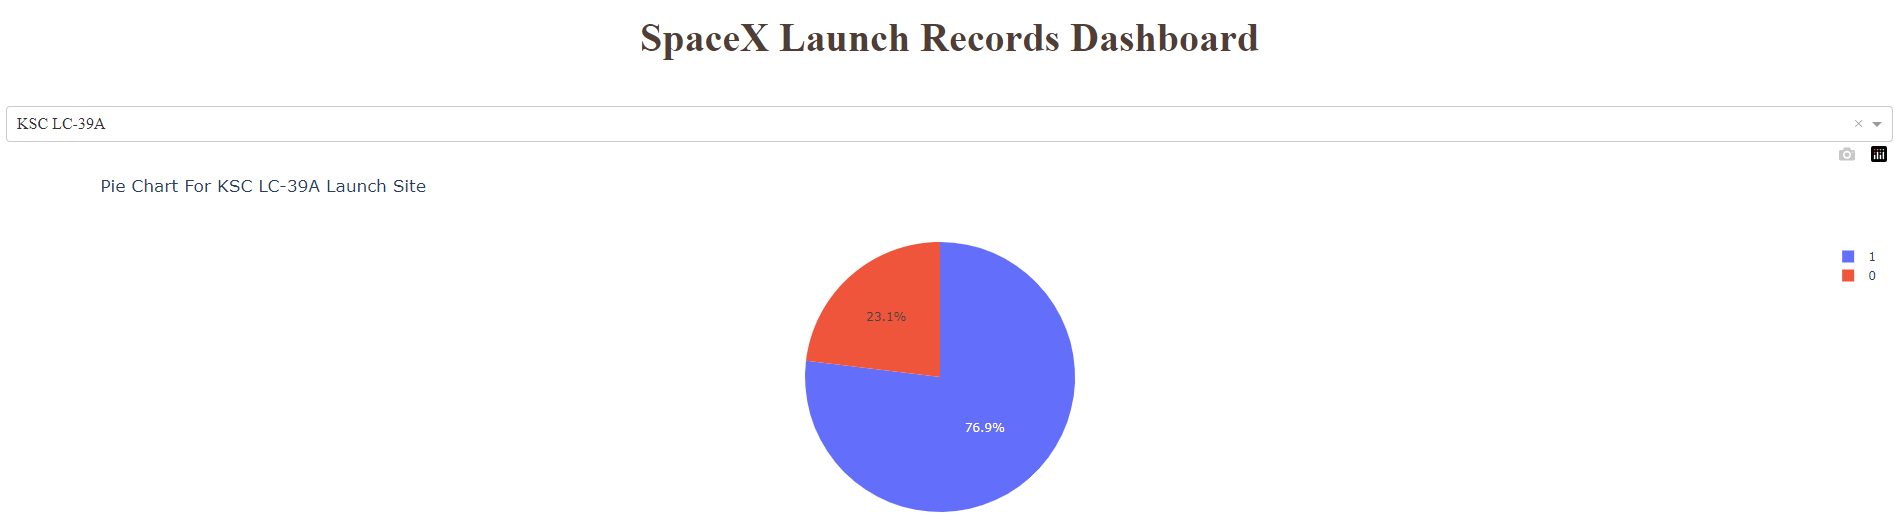 SpaceX Launch Records Dashboard
KSC LC-39A
Pie Chart For KSC LC-39A Launch Site
1
0
23.1%
76.9%